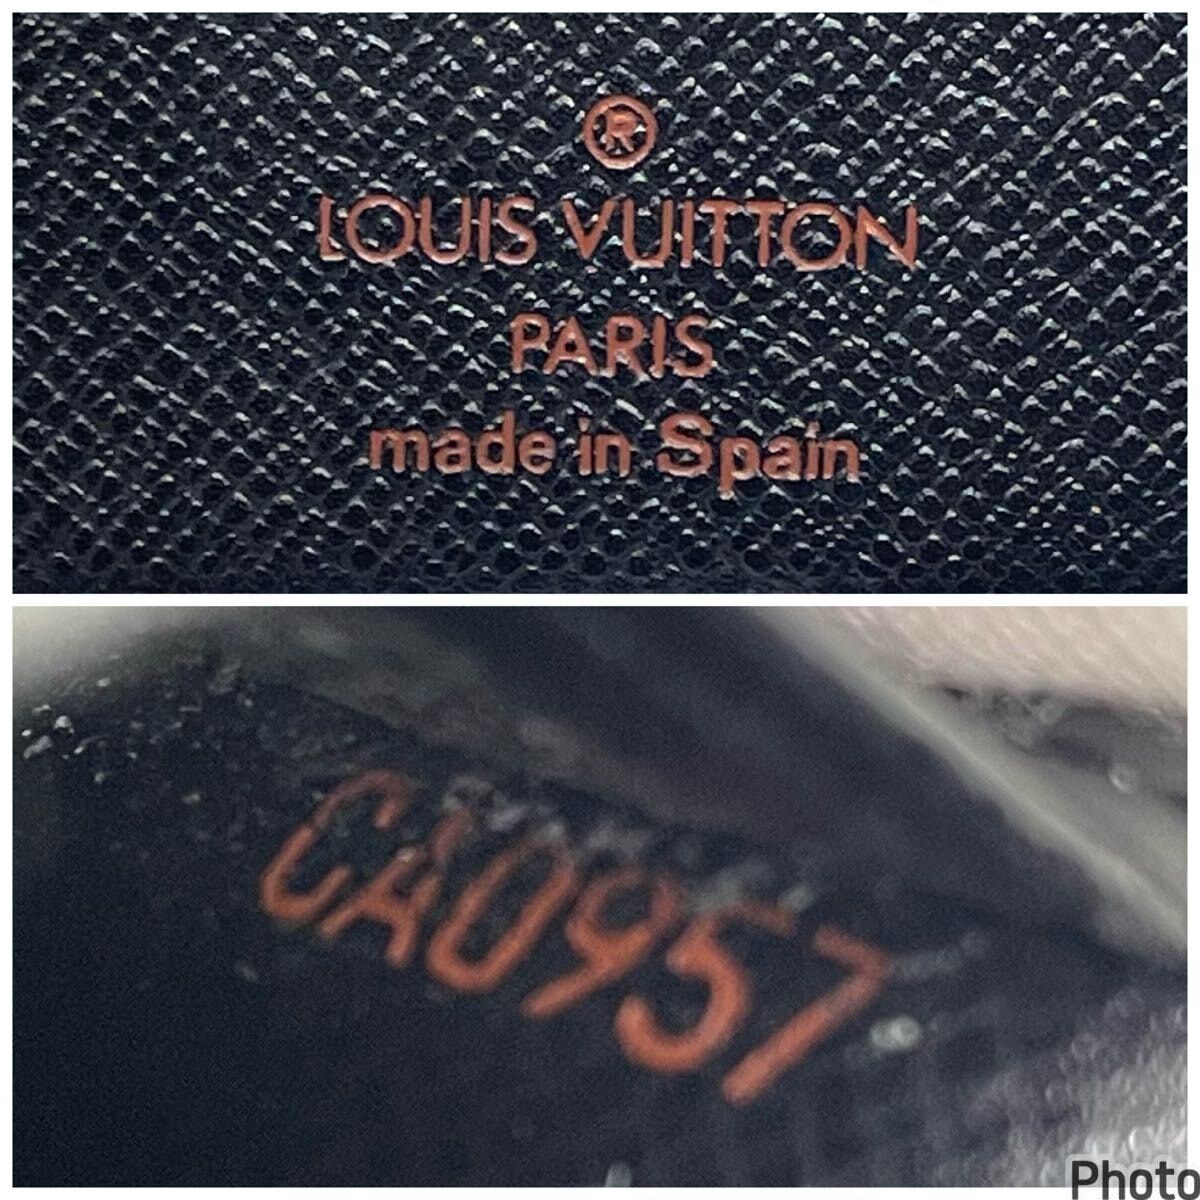 ®
LOUIS VUITTON
PARIS
made in Spain
CA0957
Photo